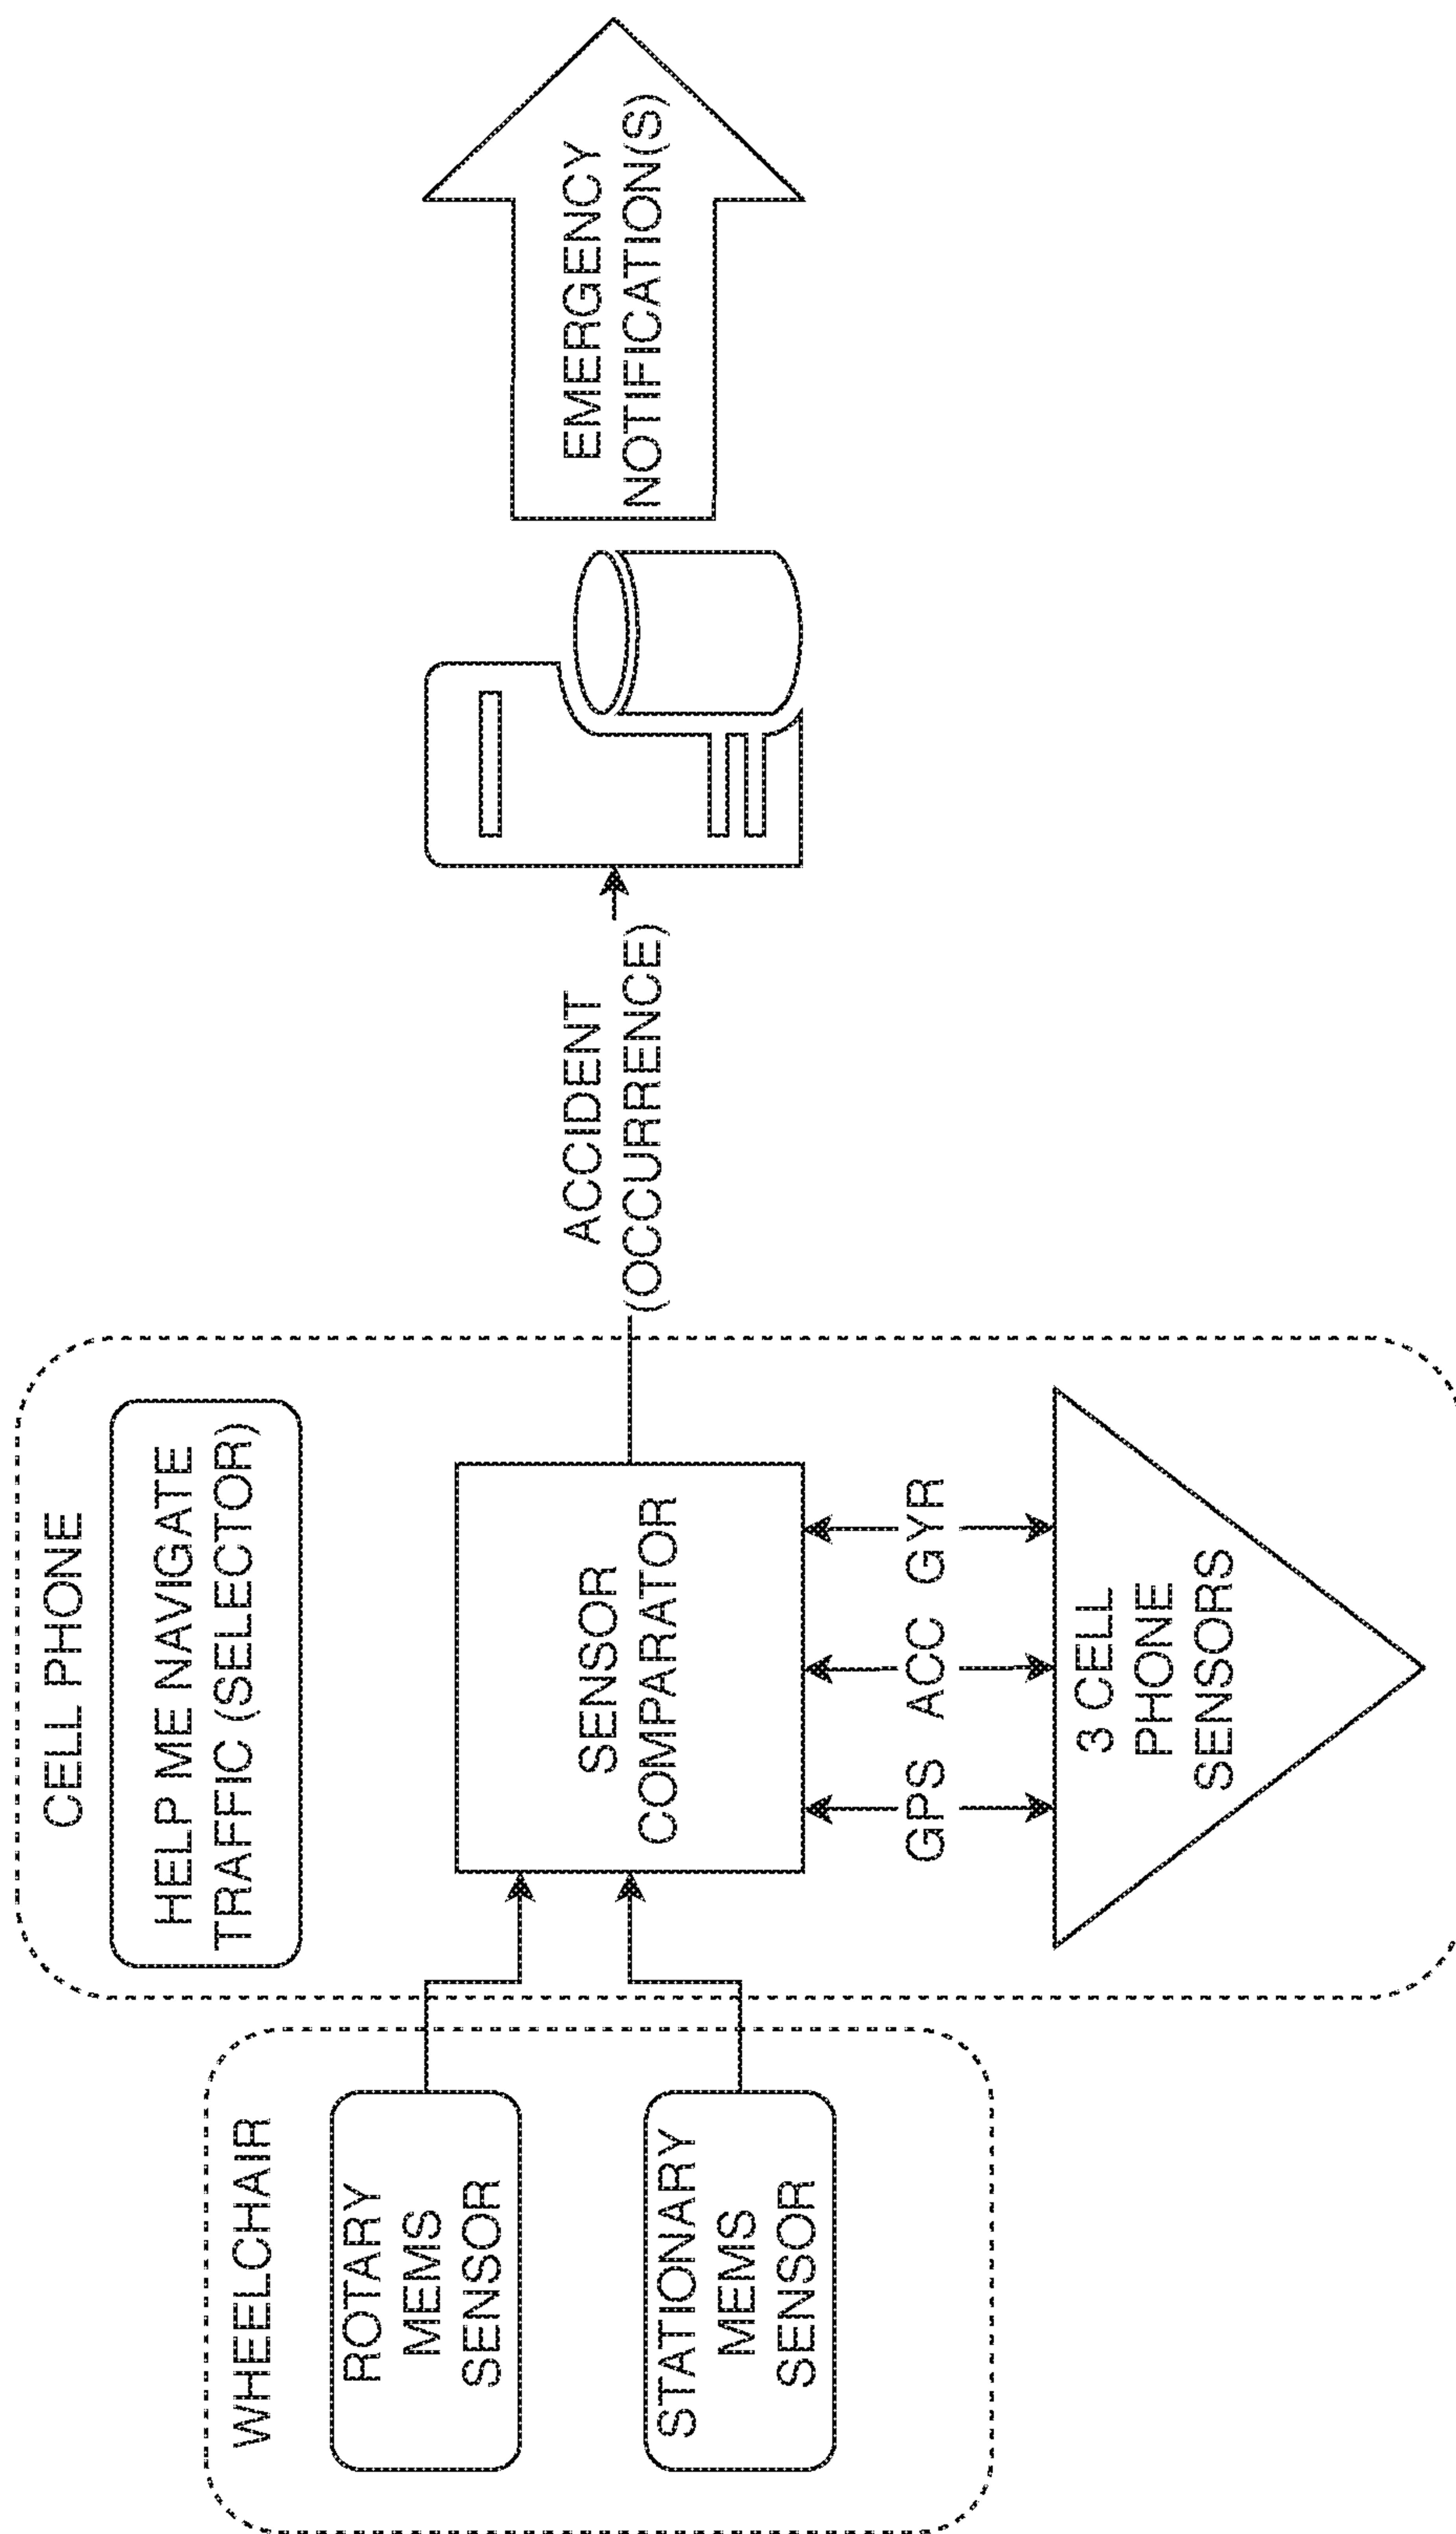 WHEELCHAIR
ROTARY
MEMS
SENSOR
STATIONARY
MEMS
SENSOR
CELL PHONE
HELP ME NAVIGATE
TRAFFIC (SELECTOR)
SENSOR
COMPARATOR
GPS ACC GYR
3 CELL
PHONE
SENSORS
ACCIDENT
(OCCURRENCE)
EMERGENCY
NOTIFICATION(S)